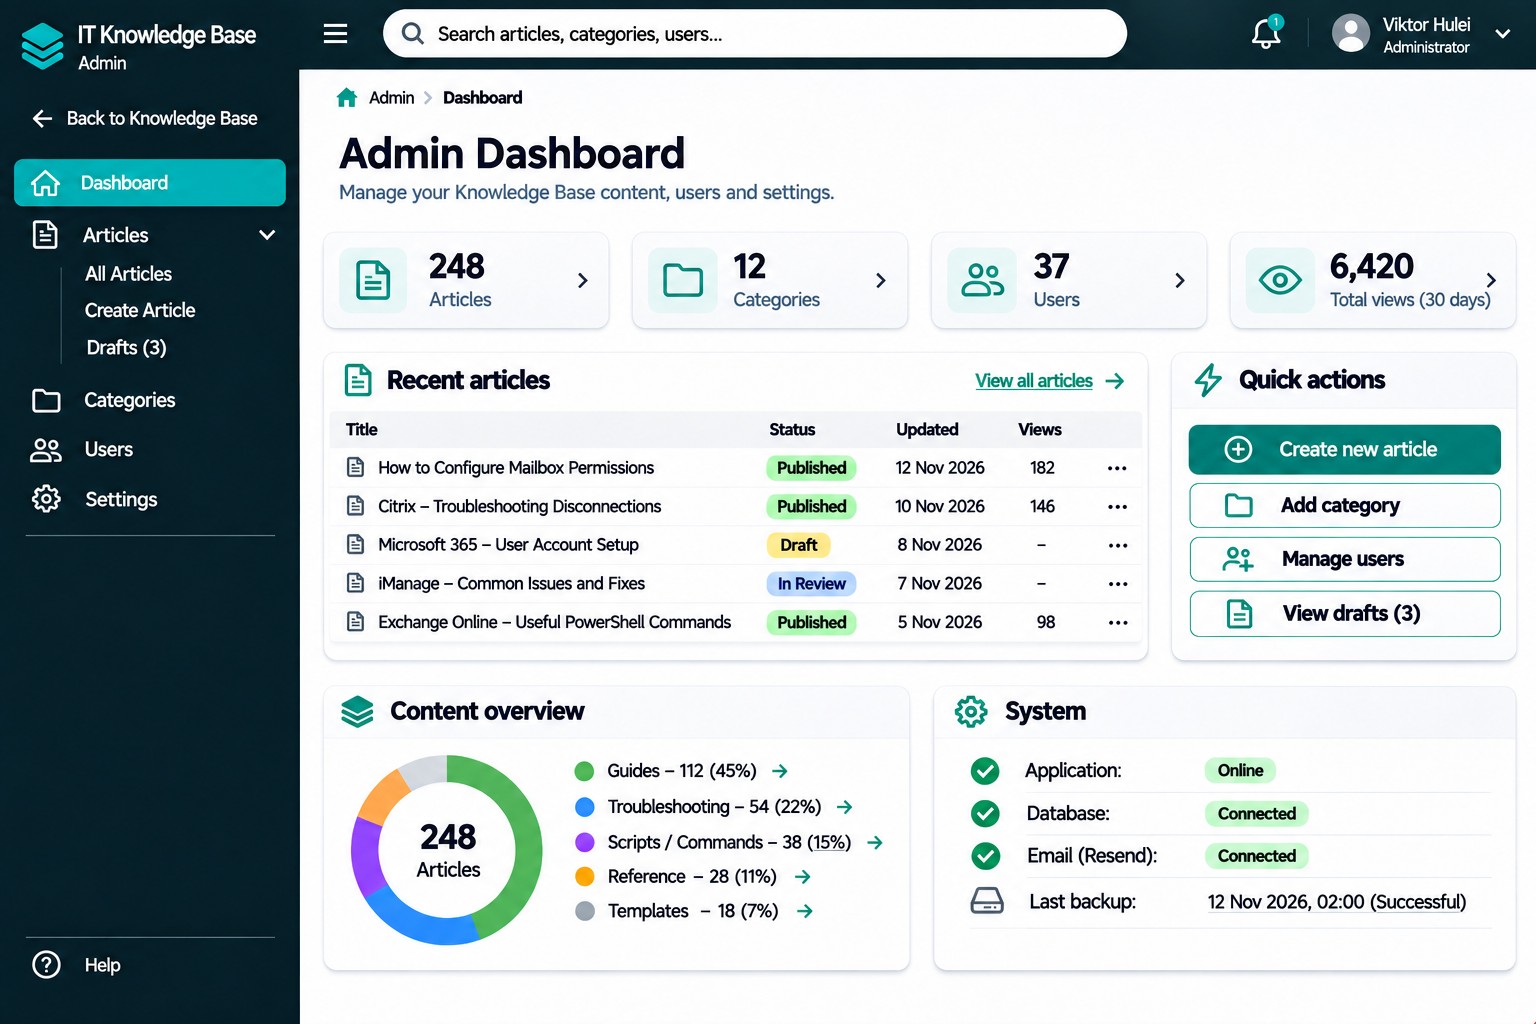 IT Knowledge Base
Admin
Search articles, categories, users...
1
Viktor Hulei
Administrator
Back to Knowledge Base
Dashboard
Articles
All Articles
Create Article
Drafts (3)
Categories
Users
Settings
Help
Admin > Dashboard
Admin Dashboard
Manage your Knowledge Base content, users and settings.
248
Articles
12
Categories
37
Users
6,420
Total views (30 days)
Recent articles
View all articles →
Title Status Updated Views
How to Configure Mailbox Permissions Published 12 Nov 2026 182 ...
Citrix – Troubleshooting Disconnections Published 10 Nov 2026 146 ...
Microsoft 365 – User Account Setup Draft 8 Nov 2026 – ...
iManage – Common Issues and Fixes In Review 7 Nov 2026 – ...
Exchange Online – Useful PowerShell Commands Published 5 Nov 2026 98 ...
Quick actions
Create new article
Add category
Manage users
View drafts (3)
Content overview
248
Articles
Guides – 112 (45%) →
Troubleshooting – 54 (22%) →
Scripts / Commands – 38 (15%) →
Reference – 28 (11%) →
Templates – 18 (7%) →
System
Application: Online
Database: Connected
Email (Resend): Connected
Last backup: 12 Nov 2026, 02:00 (Successful)